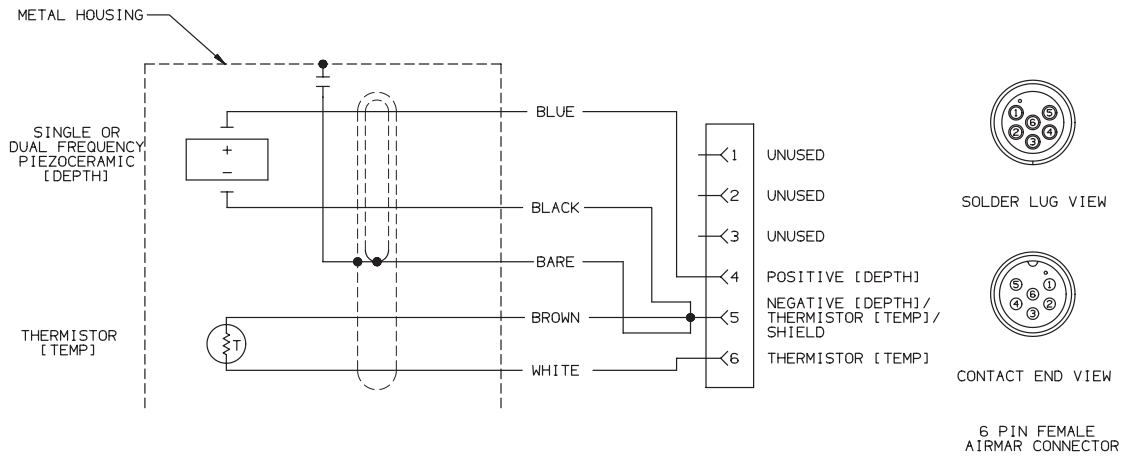 METAL HOUSING
SINGLE OR
DUAL FREQUENCY
PIEZOCERAMIC
[DEPTH]
+
−
THERMISTOR
[TEMP]
T
BLUE
BLACK
BARE
BROWN
WHITE
1 UNUSED
2 UNUSED
3 UNUSED
4 POSITIVE [DEPTH]
5 NEGATIVE [DEPTH]/
THERMISTOR [TEMP]/
SHIELD
6 THERMISTOR [TEMP]
1 5
6
2 4
3
SOLDER LUG VIEW
5 1
6
4 2
3
CONTACT END VIEW
6 PIN FEMALE
AIRMAR CONNECTOR